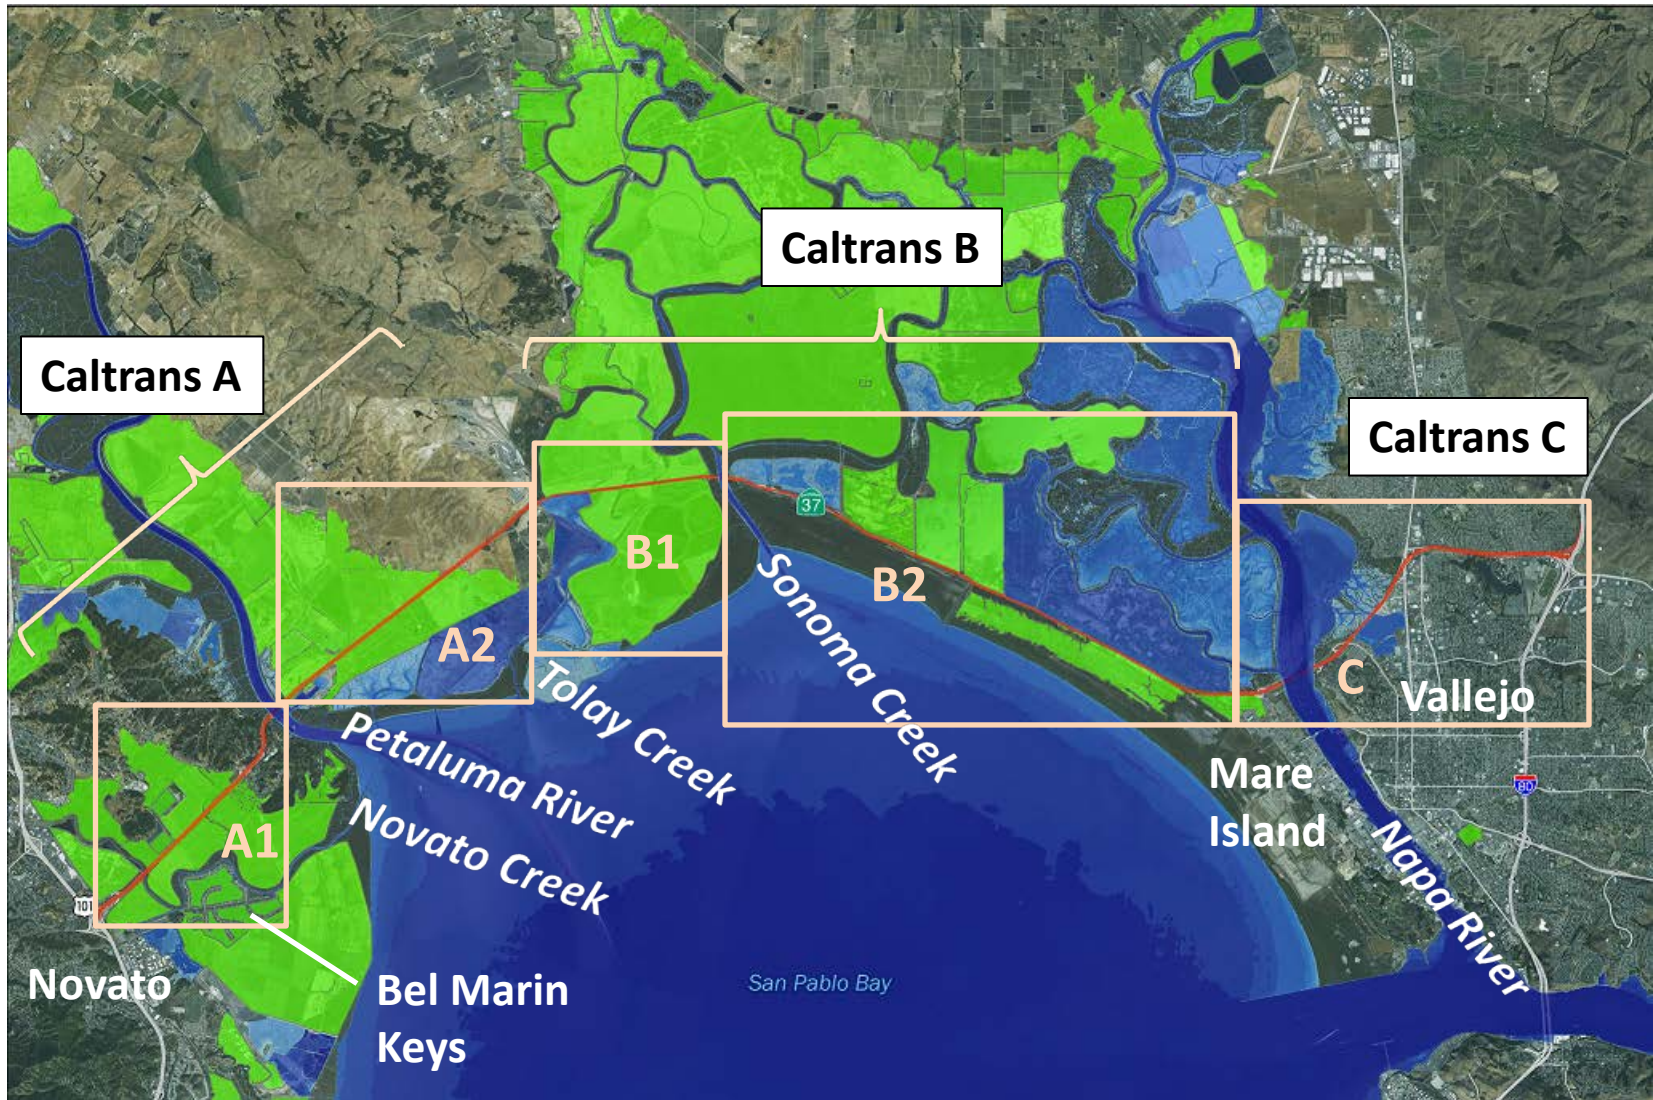 Caltrans B
Caltrans A
Caltrans C
37
B1
B2
Sonoma Creek
A2
Tolay Creek
C
Vallejo
Petaluma River
Mare
Island
80
A1
Novato Creek
Napa River
101
Novato
Bel Marin
Keys
San Pablo Bay